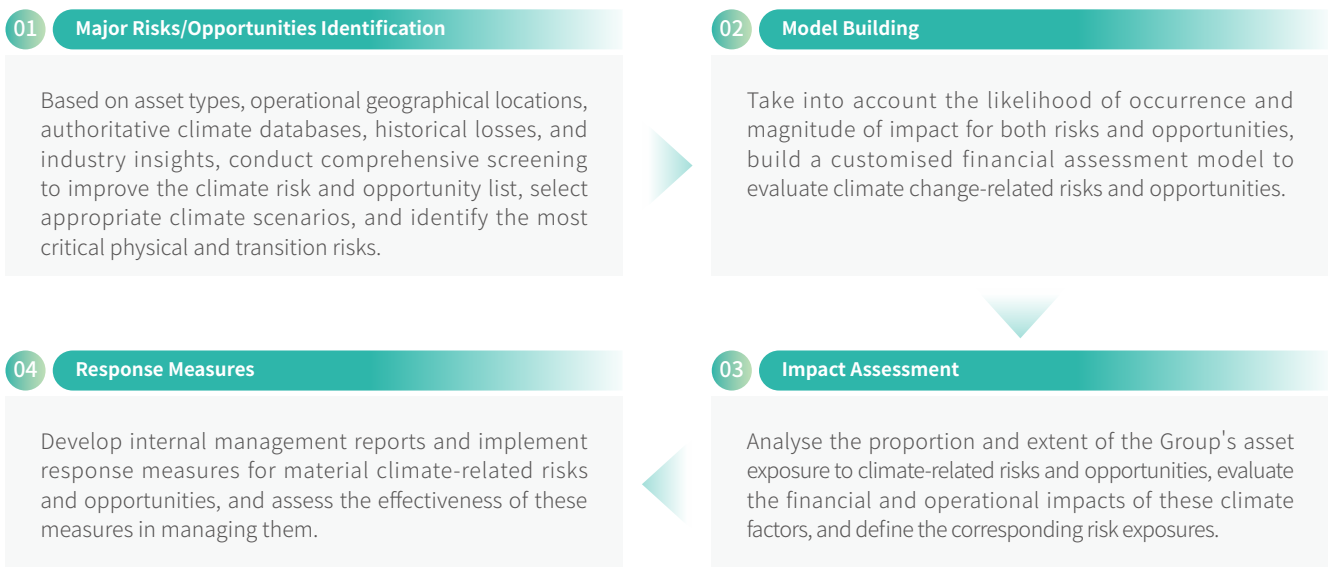 01 Major Risks/Opportunities Identification
Based on asset types, operational geographical locations,
authoritative climate databases, historical losses, and
industry insights, conduct comprehensive screening
to improve the climate risk and opportunity list, select
appropriate climate scenarios, and identify the most
critical physical and transition risks.
02 Model Building
Take into account the likelihood of occurrence and
magnitude of impact for both risks and opportunities,
build a customised financial assessment model to
evaluate climate change-related risks and opportunities.
03 Impact Assessment
Analyse the proportion and extent of the Group's asset
exposure to climate-related risks and opportunities, evaluate
the financial and operational impacts of these climate
factors, and define the corresponding risk exposures.
04 Response Measures
Develop internal management reports and implement
response measures for material climate-related risks
and opportunities, and assess the effectiveness of these
measures in managing them.